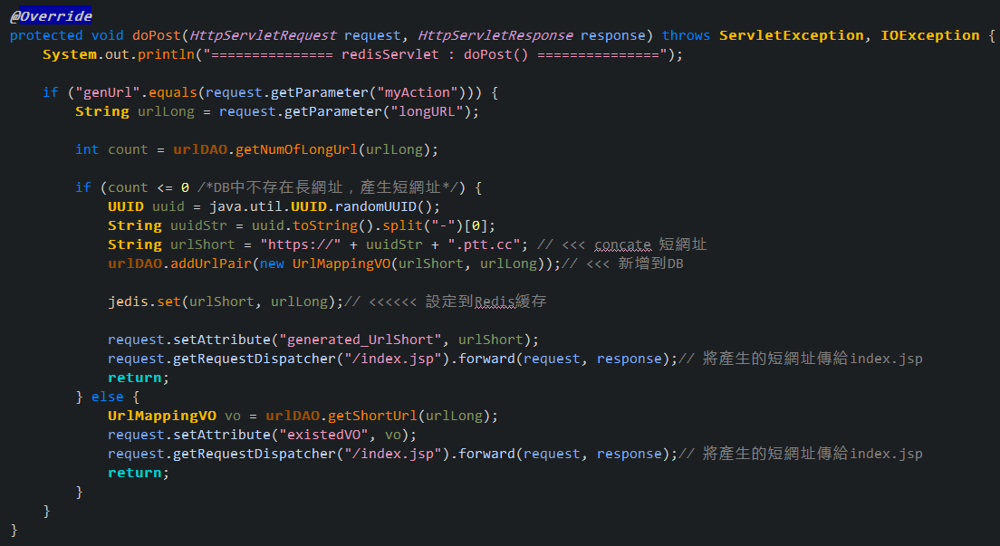 @Override
protected void doPost(HttpServletRequest request, HttpServletResponse response) throws ServletException, IOException {
System.out.println("=============== redisServlet : doPost() ===============");
if ("genUrl".equals(request.getParameter("myAction"))) {
String urlLong = request.getParameter("longURL");
int count = urlDAO.getNumOfLongUrl(urlLong);
if (count <= 0 /*DB中不存在長網址，產生短網址*/) {
UUID uuid = java.util.UUID.randomUUID();
String uuidStr = uuid.toString().split("-")[0];
String urlShort = "https://" + uuidStr + ".ptt.cc"; // <<< concate 短網址
urlDAO.addUrlPair(new UrlMappingVO(urlShort, urlLong));// <<< 新增到DB
jedis.set(urlShort, urlLong);// <<<<<< 設定到Redis緩存
request.setAttribute("generated_UrlShort", urlShort);
request.getRequestDispatcher("/index.jsp").forward(request, response);// 將產生的短網址傳給index.jsp
return;
} else {
UrlMappingVO vo = urlDAO.getShortUrl(urlLong);
request.setAttribute("existedVO", vo);
request.getRequestDispatcher("/index.jsp").forward(request, response);// 將產生的短網址傳給index.jsp
return;
}
}
}